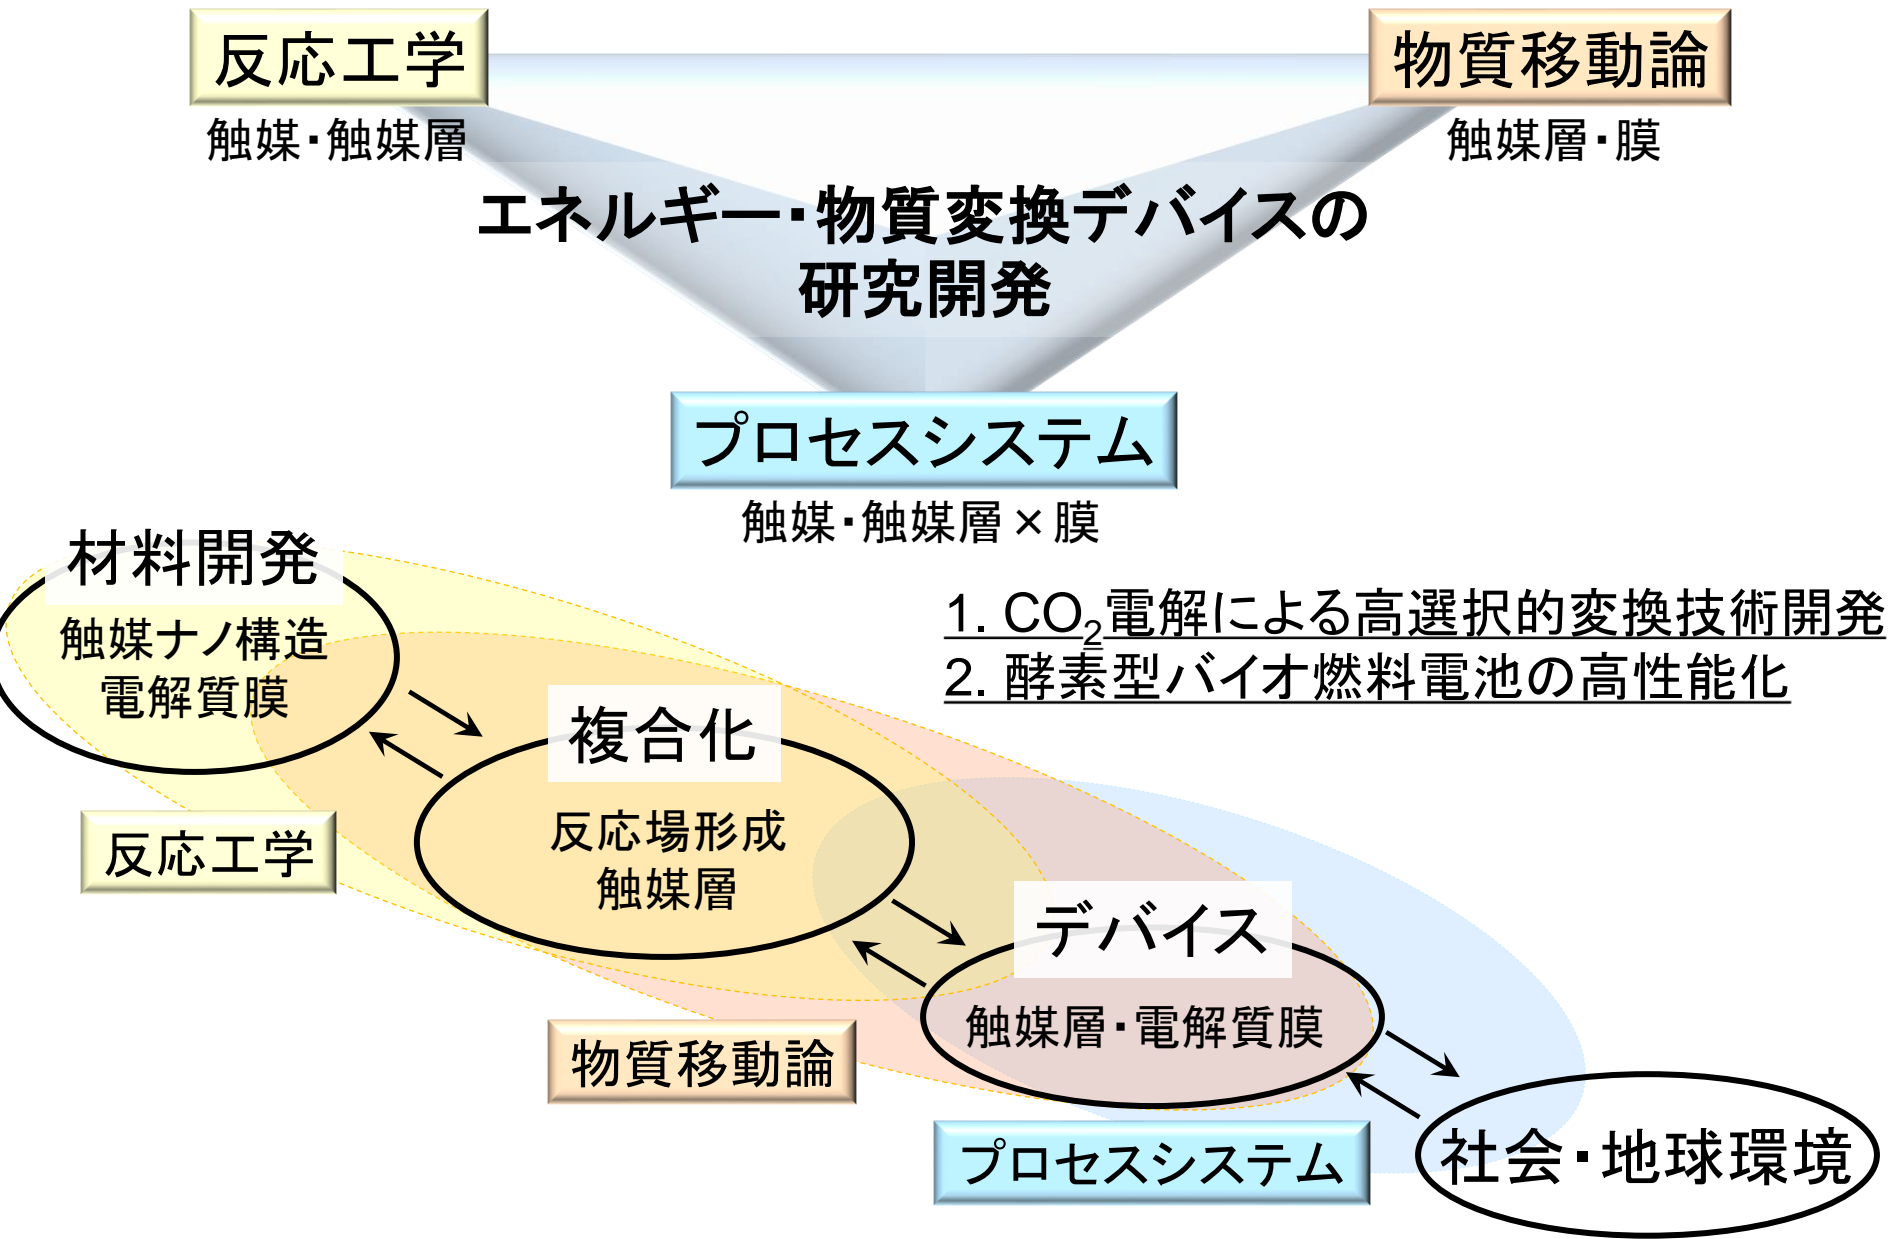 反応工学
物質移動論
触媒・触媒層
触媒層・膜
エネルギー・物質変換デバイスの
研究開発
プロセスシステム
触媒・触媒層×膜
材料開発
触媒ナノ構造
電解質膜
1. CO₂電解による高選択的変換技術開発
2. 酵素型バイオ燃料電池の高性能化
複合化
反応場形成
触媒層
反応工学
デバイス
触媒層・電解質膜
物質移動論
プロセスシステム
社会・地球環境